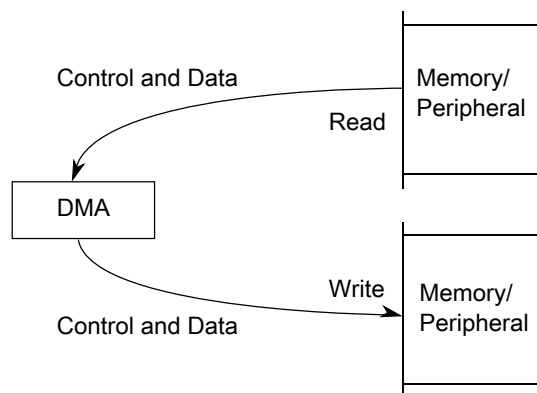 Control and Data
Memory/
Peripheral
Read
DMA
Write
Memory/
Peripheral
Control and Data